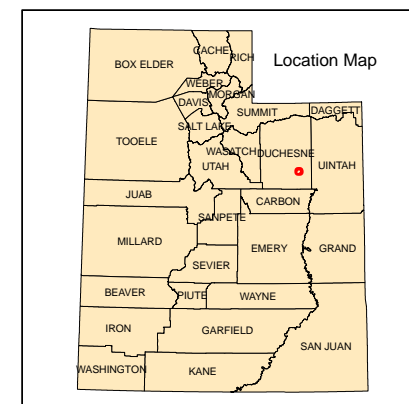 Location Map
CACHE
RICH
BOX ELDER
WEBER
MORGAN
DAVIS
SUMMIT
DAGGETT
SALT LAKE
TOOELE
WASATCH
DUCHESNE
UTAH
UINTAH
JUAB
CARBON
SANPETE
MILLARD
EMERY
GRAND
SEVIER
BEAVER
PIUTE
WAYNE
IRON
GARFIELD
SAN JUAN
WASHINGTON
KANE